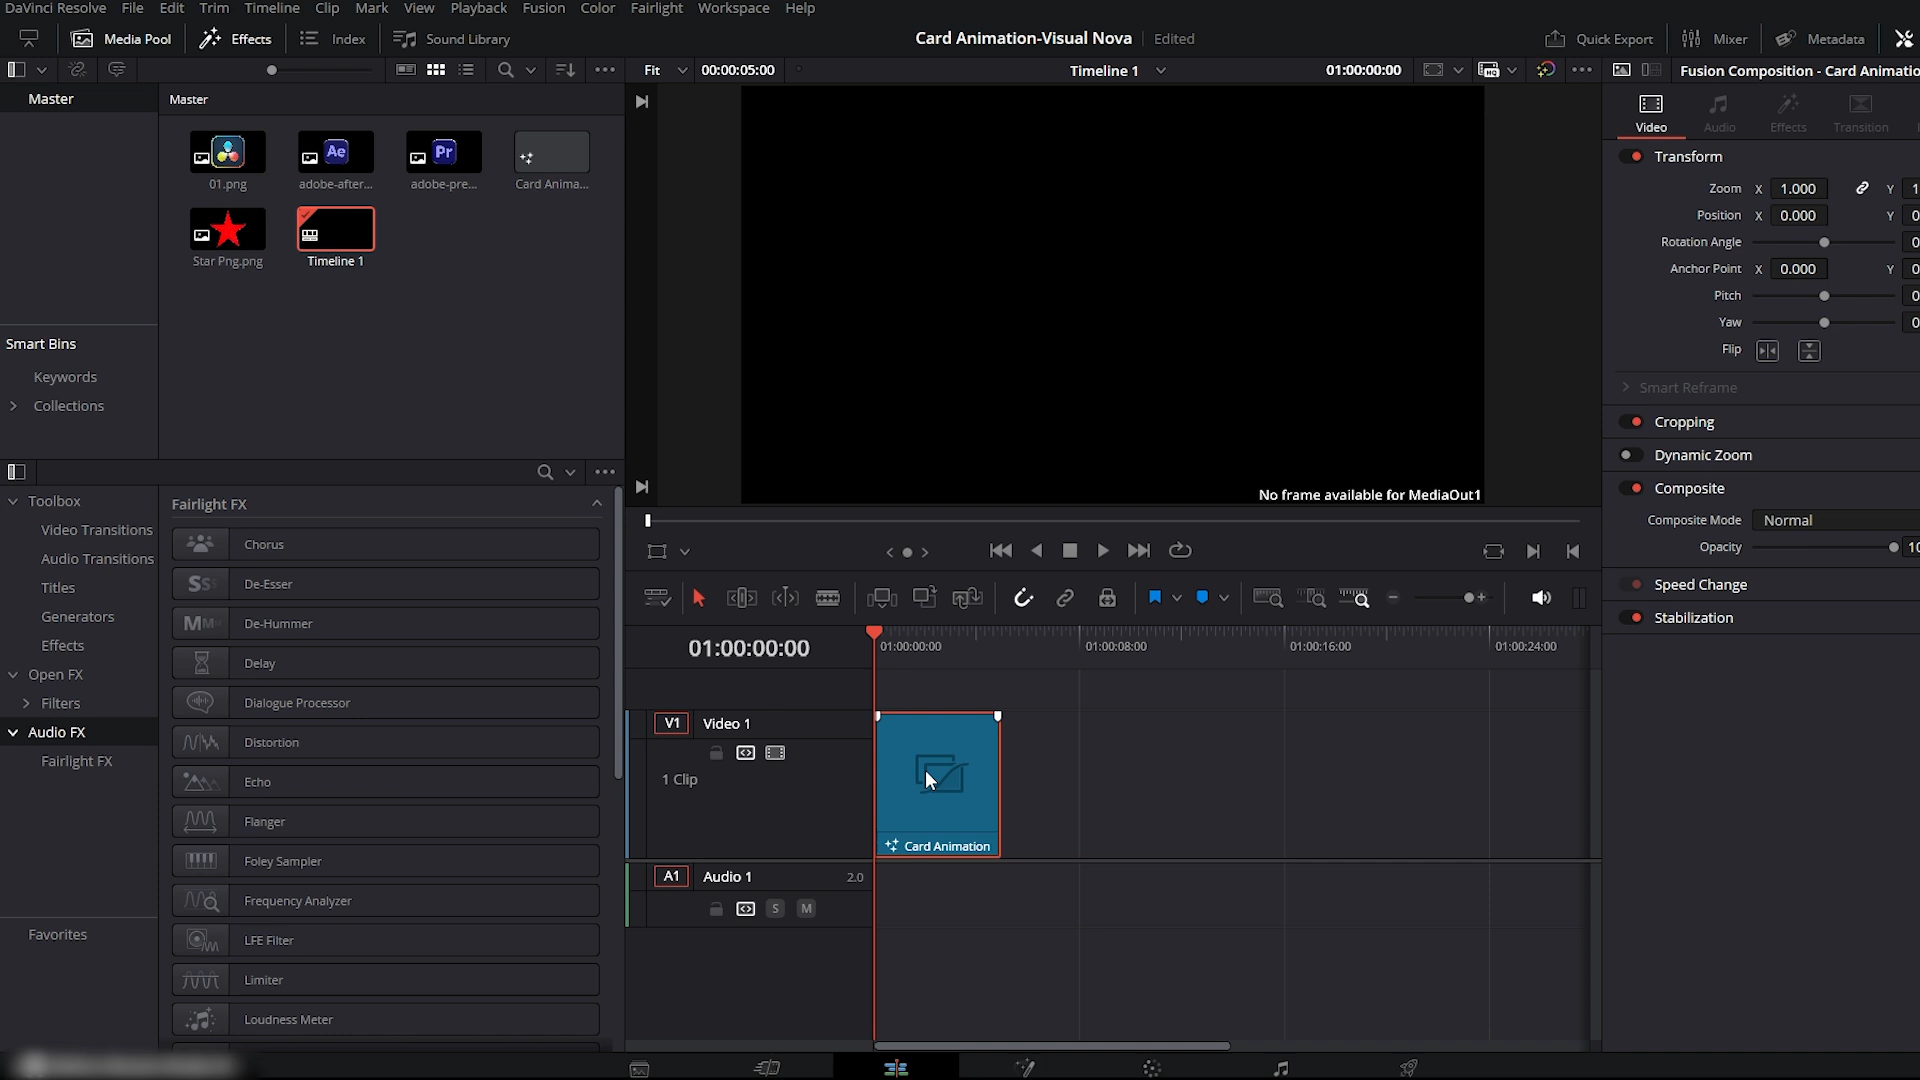 DaVinci Resolve File Edit Trim Timeline Clip Mark View Playback Fusion Color Fairlight Workspace Help
Media Pool Effects Index Sound Library
Card Animation-Visual Nova Edited
Quick Export Mixer Metadata
Fit 00:00:05:00 Timeline 1 01:00:00:00
Fusion Composition - Card Animatio
Master
Master
01.png adobe-after... adobe-pre... Card Anima...
Star Png.png Timeline 1
Smart Bins
Keywords
Collections
No frame available for MediaOut1
Video Audio Effects Transition
Transform
Zoom X 1.000 Y 1
Position X 0.000 Y 0
Rotation Angle 0
Anchor Point X 0.000 Y 0
Pitch 0
Yaw 0
Flip
Smart Reframe
Cropping
Dynamic Zoom
Composite
Composite Mode Normal
Opacity 10
Speed Change
Stabilization
Toolbox
Video Transitions
Audio Transitions
Titles
Generators
Effects
Open FX
Filters
Audio FX
Fairlight FX
Favorites
Fairlight FX
Chorus
De-Esser
De-Hummer
Delay
Dialogue Processor
Distortion
Echo
Flanger
Foley Sampler
Frequency Analyzer
LFE Filter
Limiter
Loudness Meter
01:00:00:00
01:00:00:00 01:00:08:00 01:00:16:00 01:00:24:00
V1 Video 1
1 Clip
Card Animation
A1 Audio 1 2.0
S M